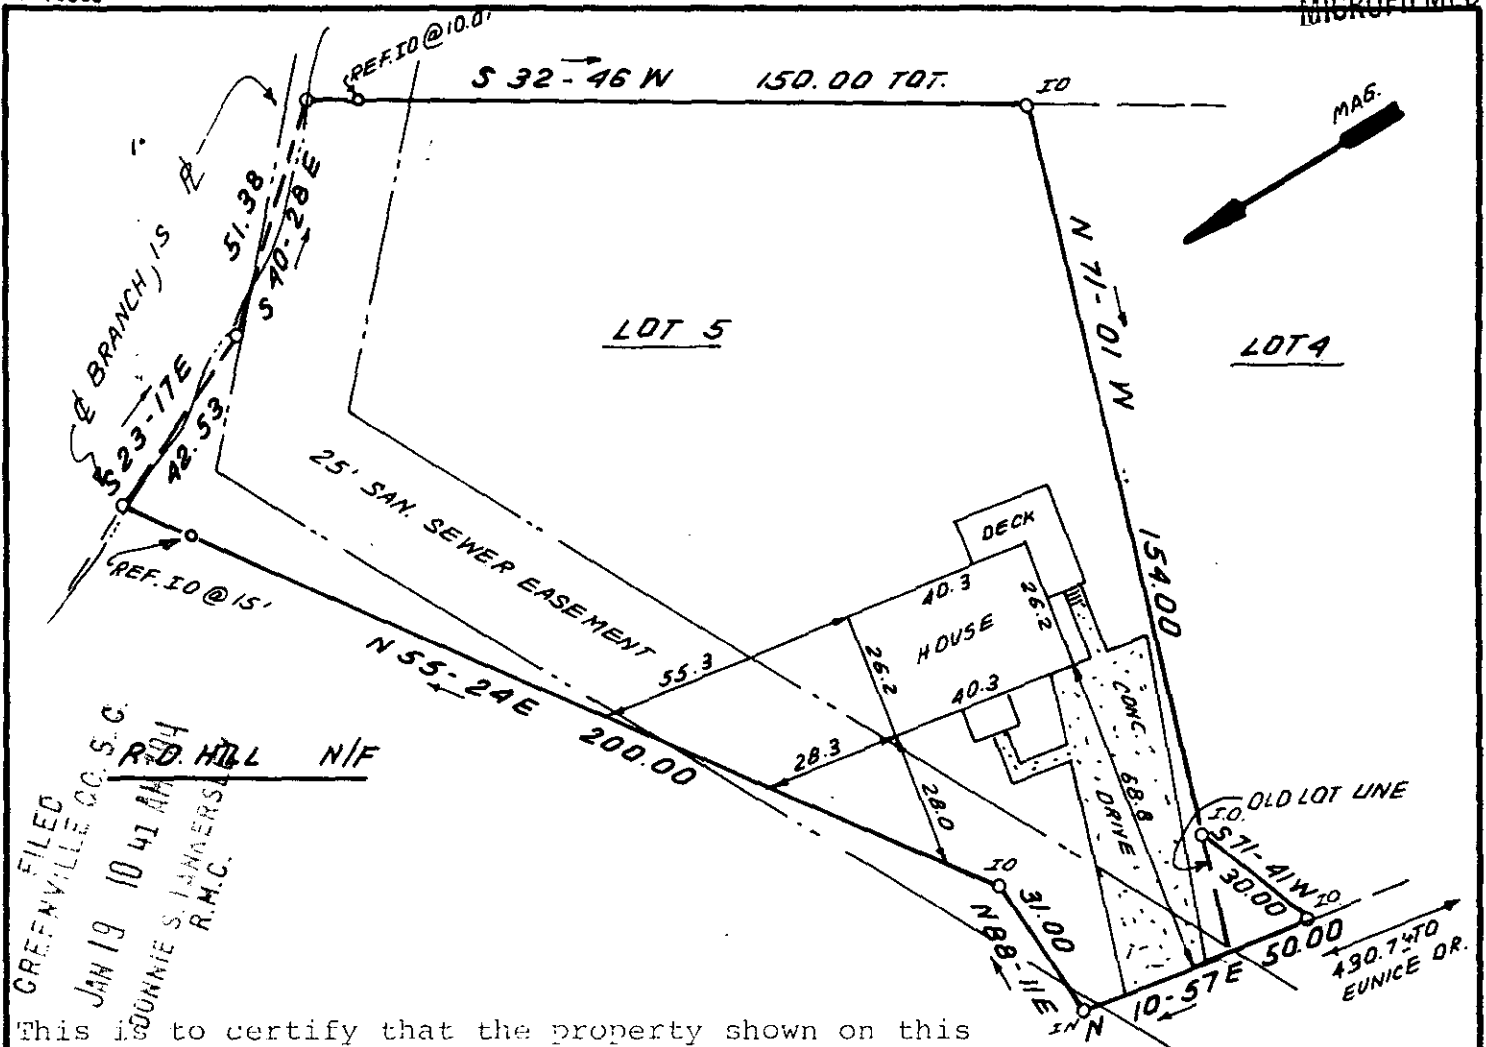 REF. IO @ 10.0'
S 32-46 W 150.00 TOT.
IO
MAG.
51.38
S 40-28 E
℄ BRANCH, IS ℄
S 23-17 E
42.53
N 71-01 W
154.00
LOT 5
LOT 4
25' SAN. SEWER EASEMENT
REF. IO @ 15'
DECK
40.3
26.2
HOUSE
26.2
40.3
55.3
28.3
28.0
N 55-24 E 200.00
R.D. HILL N/F
CONC.
DRIVE
68.8
OLD LOT LINE
I.O.
S 71-41 W
30.00
IO
IO
31.00
N 88-11 E
IN
N 10-57 E 50.00
430.7' ± TO
EUNICE DR.
FILED
GREENVILLE CO. S.C.
JAN 19 10 41 AM
DONNIE S. TANKERSLEY
R.M.C.
This is to certify that the property shown on this